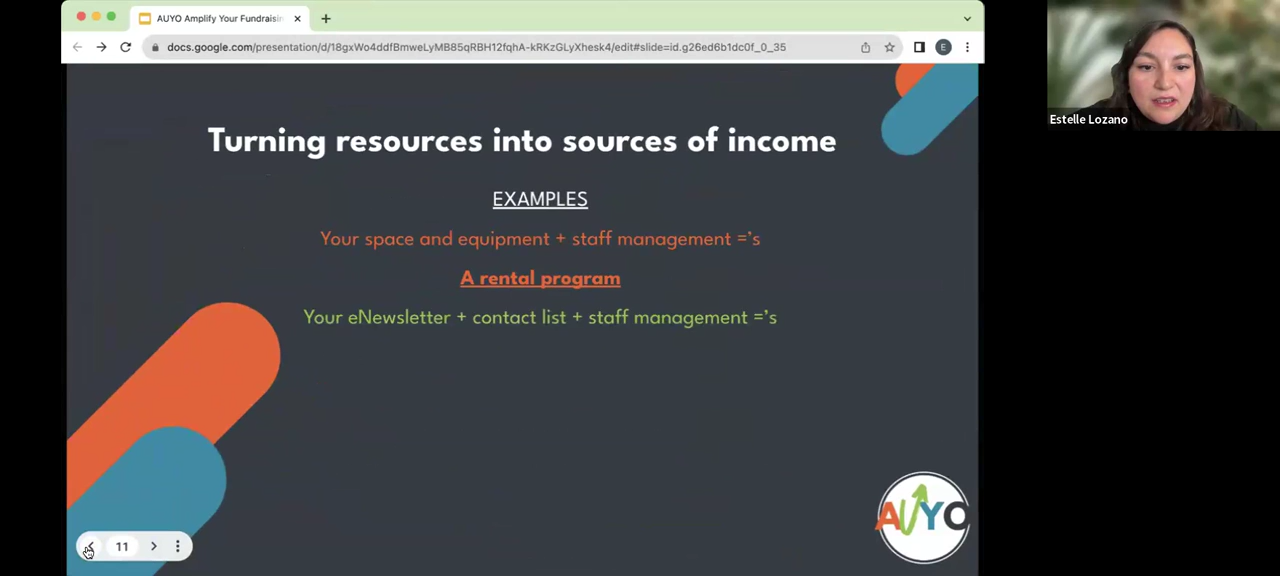 AUYO Amplify Your Fundraisin
docs.google.com/presentation/d/18gxWo4ddfBmweLyMB85qRBH12fqhA-kRKzGLyXhesk4/edit#slide=id.g26ed6b1dc0f_0_35
E
Estelle Lozano
Turning resources into sources of income
EXAMPLES
Your space and equipment + staff management =’s
A rental program
Your eNewsletter + contact list + staff management =’s
AUYO
11